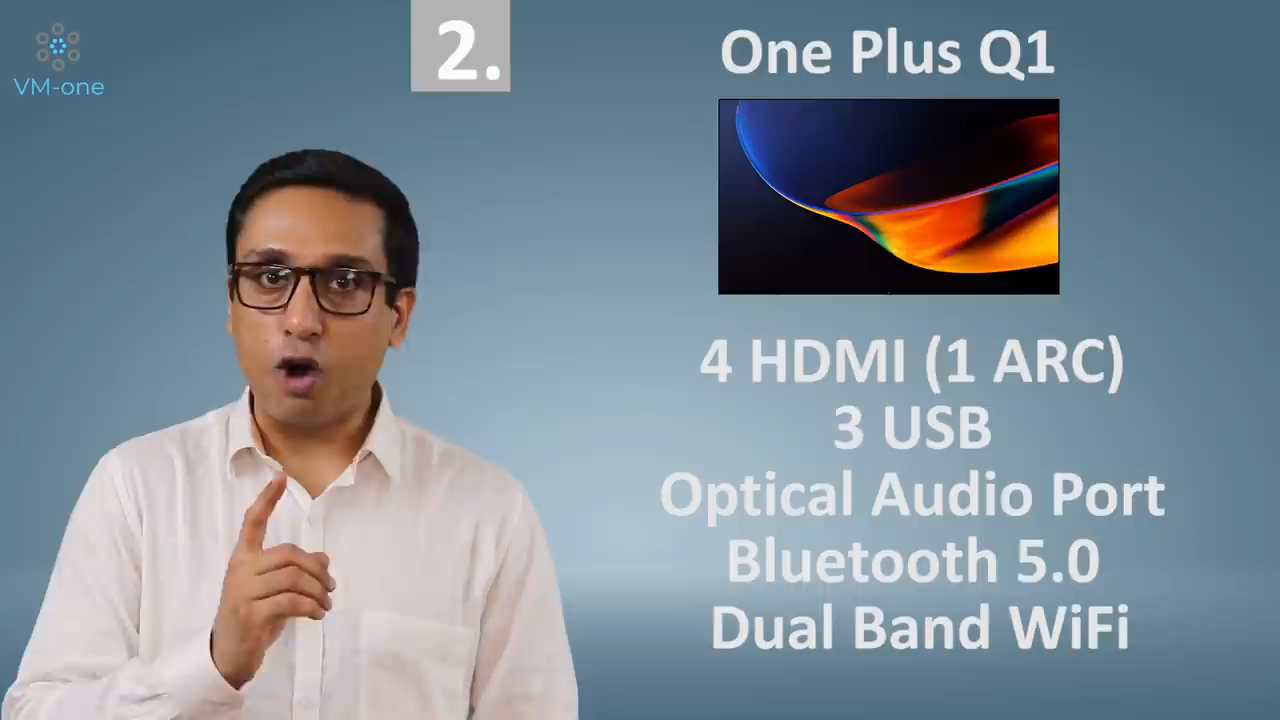 VM-one
2.
One Plus Q1
4 HDMI (1 ARC)
3 USB
Optical Audio Port
Bluetooth 5.0
Dual Band WiFi